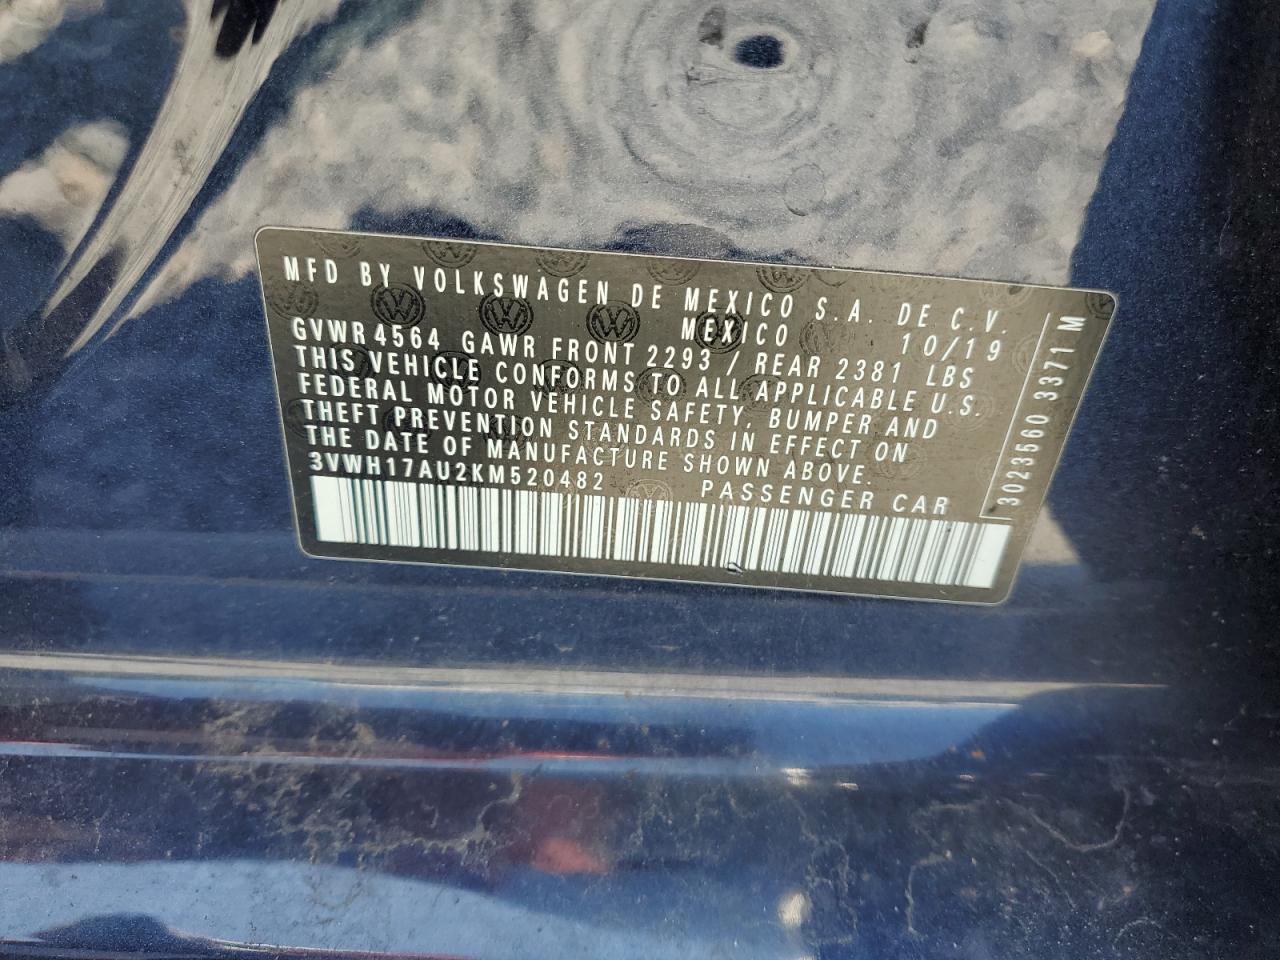 MFD BY VOLKSWAGEN DE MEXICO S.A. DE C.V.
MEXICO 10/19
GVWR 4564 GAWR FRONT 2293 / REAR 2381 LBS
THIS VEHICLE CONFORMS TO ALL APPLICABLE U.S.
FEDERAL MOTOR VEHICLE SAFETY, BUMPER AND
THEFT PREVENTION STANDARDS IN EFFECT ON
THE DATE OF MANUFACTURE SHOWN ABOVE.
3VWH17AU2KM520482 PASSENGER CAR
3023560 3371 M